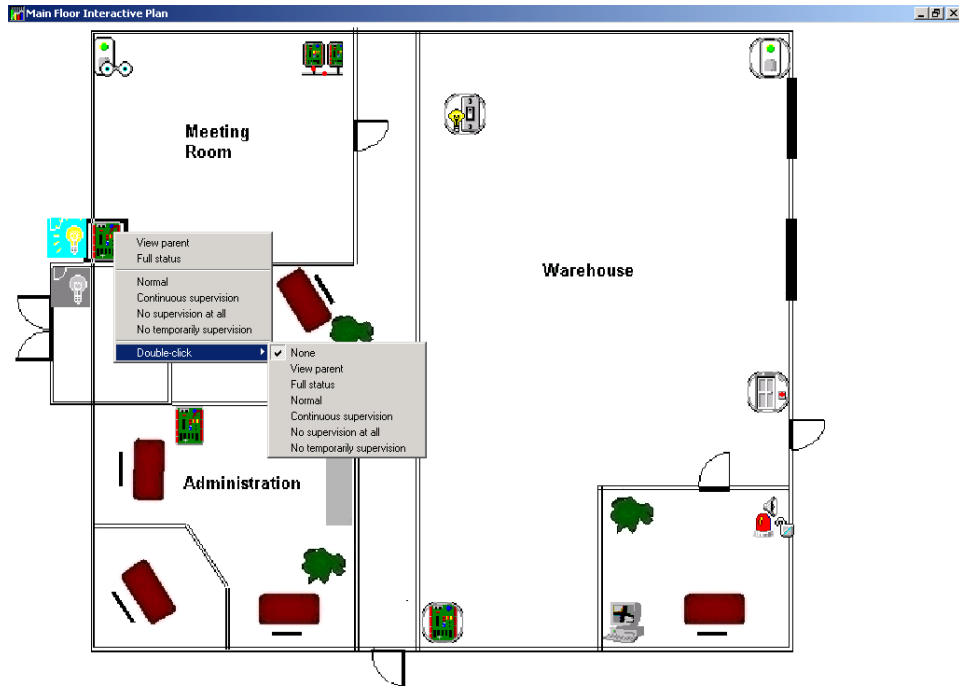 Main Floor Interactive Plan
Meeting
Room
Warehouse
View parent
Full status
Normal
Continuous supervision
No supervision at all
No temporarily supervision
Double-click
None
View parent
Full status
Normal
Continuous supervision
No supervision at all
No temporarily supervision
Administration